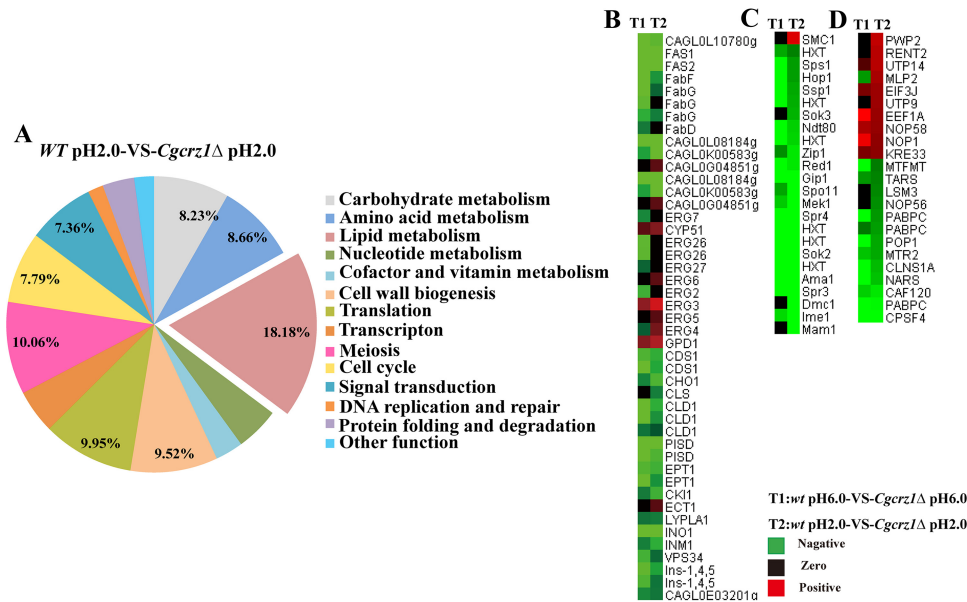 A
WT pH2.0-VS-Cgcrz1Δ pH2.0
8.23%
8.66%
18.18%
9.52%
9.95%
10.06%
7.79%
7.36%
Carbohydrate metabolism
Amino acid metabolism
Lipid metabolism
Nucleotide metabolism
Cofactor and vitamin metabolism
Cell wall biogenesis
Translation
Transcripton
Meiosis
Cell cycle
Signal transduction
DNA replication and repair
Protein folding and degradation
Other function
B
T1 T2
CAGL0L10780g
FAS1
FAS2
FabF
FabG
FabG
FabG
FabD
CAGL0L08184g
CAGL0K00583g
CAGL0G04851g
CAGL0L08184g
CAGL0K00583g
CAGL0G04851g
ERG7
CYP51
ERG26
ERG26
ERG27
ERG6
ERG2
ERG3
ERG5
ERG4
GPD1
CDS1
CDS1
CHO1
CLS
CLD1
CLD1
CLD1
PISD
PISD
EPT1
EPT1
CKI1
ECT1
LYPLA1
INO1
INM1
VPS34
Ins-1,4,5
Ins-1,4,5
CAGL0E03201g
C
T1 T2
SMC1
HXT
Sps1
Hop1
Ssp1
HXT
Sok3
Ndt80
HXT
Zip1
Red1
Gip1
Spo11
Mek1
Spr4
HXT
HXT
Sok2
HXT
Ama1
Spr3
Dmc1
Ime1
Mam1
D
T1 T2
PWP2
RENT2
UTP14
MLP2
EIF3J
UTP9
EEF1A
NOP58
NOP1
KRE33
MTFMT
TARS
LSM3
NOP56
PABPC
PABPC
POP1
MTR2
CLNS1A
NARS
CAF120
PABPC
CPSF4
T1:wt pH6.0-VS-Cgcrz1Δ pH6.0
T2:wt pH2.0-VS-Cgcrz1Δ pH2.0
Nagative
Zero
Positive